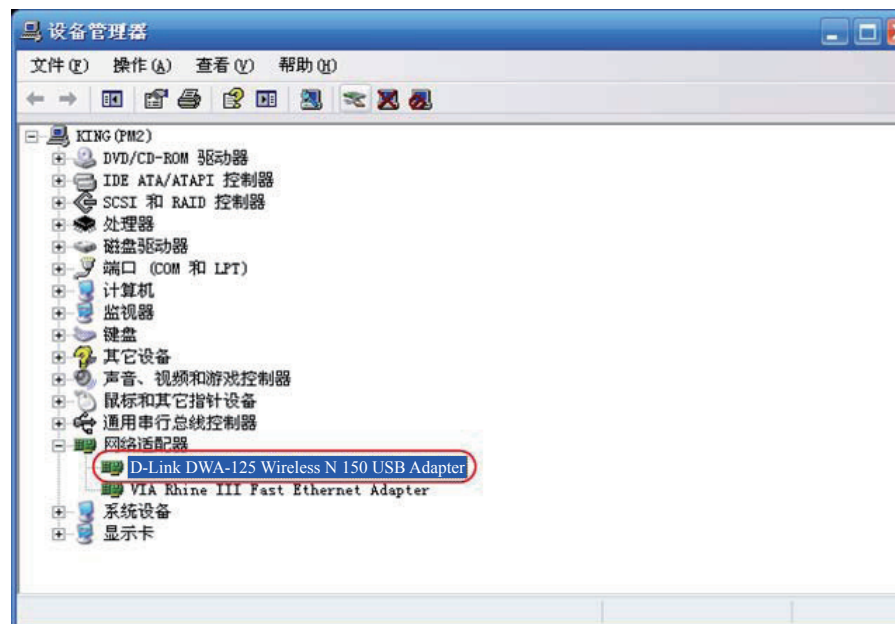 设备管理器
文件(F) 操作(A) 查看(V) 帮助(H)
KING(PM2)
DVD/CD-ROM 驱动器
IDE ATA/ATAPI 控制器
SCSI 和 RAID 控制器
处理器
磁盘驱动器
端口 (COM 和 LPT)
计算机
监视器
键盘
其它设备
声音、视频和游戏控制器
鼠标和其它指针设备
通用串行总线控制器
网络适配器
D-Link DWA-125 Wireless N 150 USB Adapter
VIA Rhine III Fast Ethernet Adapter
系统设备
显示卡